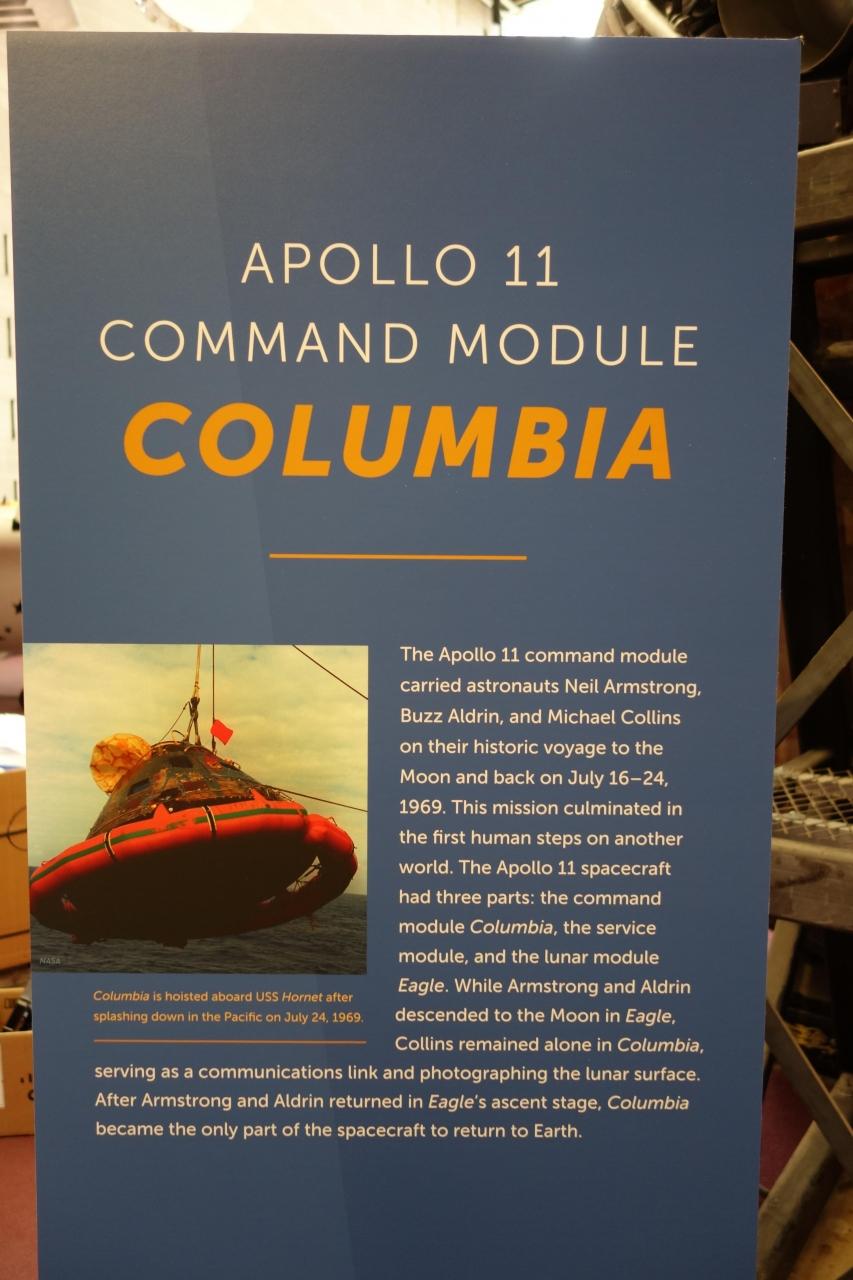 APOLLO 11
COMMAND MODULE
COLUMBIA
The Apollo 11 command module
carried astronauts Neil Armstrong,
Buzz Aldrin, and Michael Collins
on their historic voyage to the
Moon and back on July 16–24,
1969. This mission culminated in
the first human steps on another
world. The Apollo 11 spacecraft
had three parts: the command
module Columbia, the service
module, and the lunar module
Eagle. While Armstrong and Aldrin
descended to the Moon in Eagle,
Collins remained alone in Columbia,
serving as a communications link and photographing the lunar surface.
After Armstrong and Aldrin returned in Eagle's ascent stage, Columbia
became the only part of the spacecraft to return to Earth.
NASA
Columbia is hoisted aboard USS Hornet after
splashing down in the Pacific on July 24, 1969.